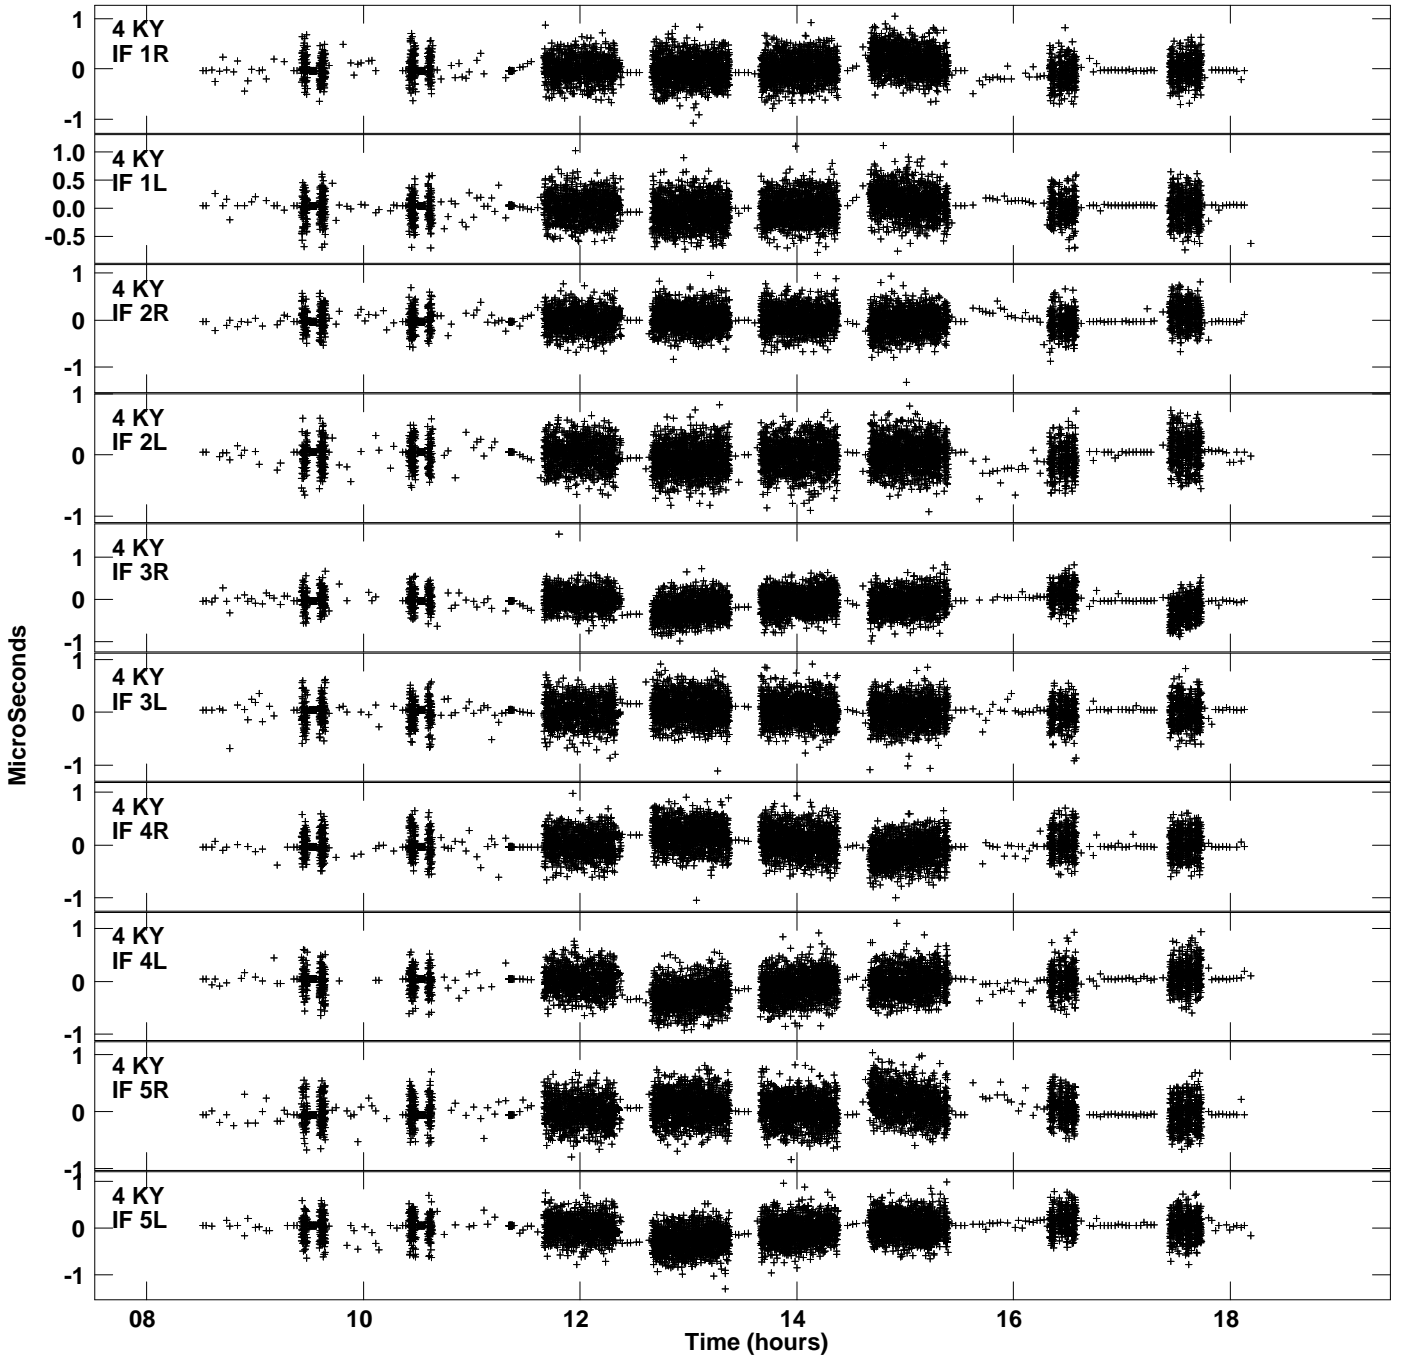 1
0
-1
4 KY
IF 1R
1.0
0.5
0.0
-0.5
4 KY
IF 1L
1
0
-1
4 KY
IF 2R
1
0
-1
4 KY
IF 2L
1
0
-1
4 KY
IF 3R
1
0
-1
4 KY
IF 3L
1
0
-1
4 KY
IF 4R
1
0
-1
4 KY
IF 4L
1
0
-1
4 KY
IF 5R
1
0
-1
4 KY
IF 5L
MicroSeconds
08 10 12 14 16 18
Time (hours)